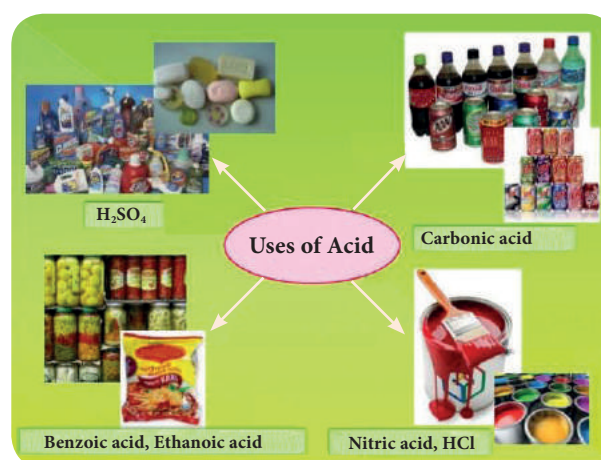 H₂SO₄
Carbonic acid
Uses of Acid
Benzoic acid, Ethanoic acid
Nitric acid, HCl